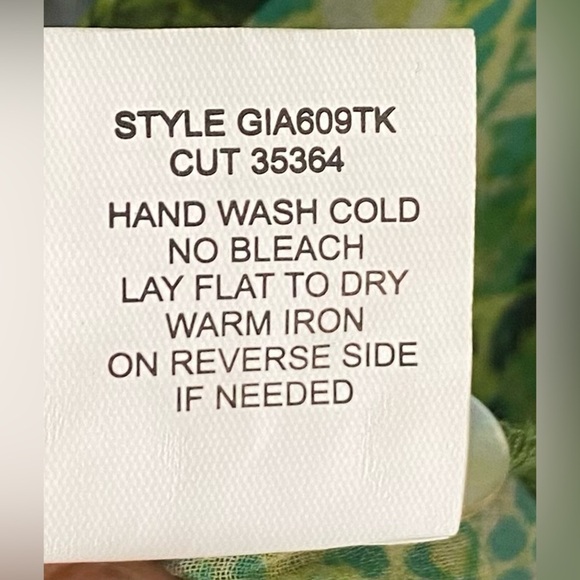 STYLE GIA609TK
CUT 35364
HAND WASH COLD
NO BLEACH
LAY FLAT TO DRY
WARM IRON
ON REVERSE SIDE
IF NEEDED